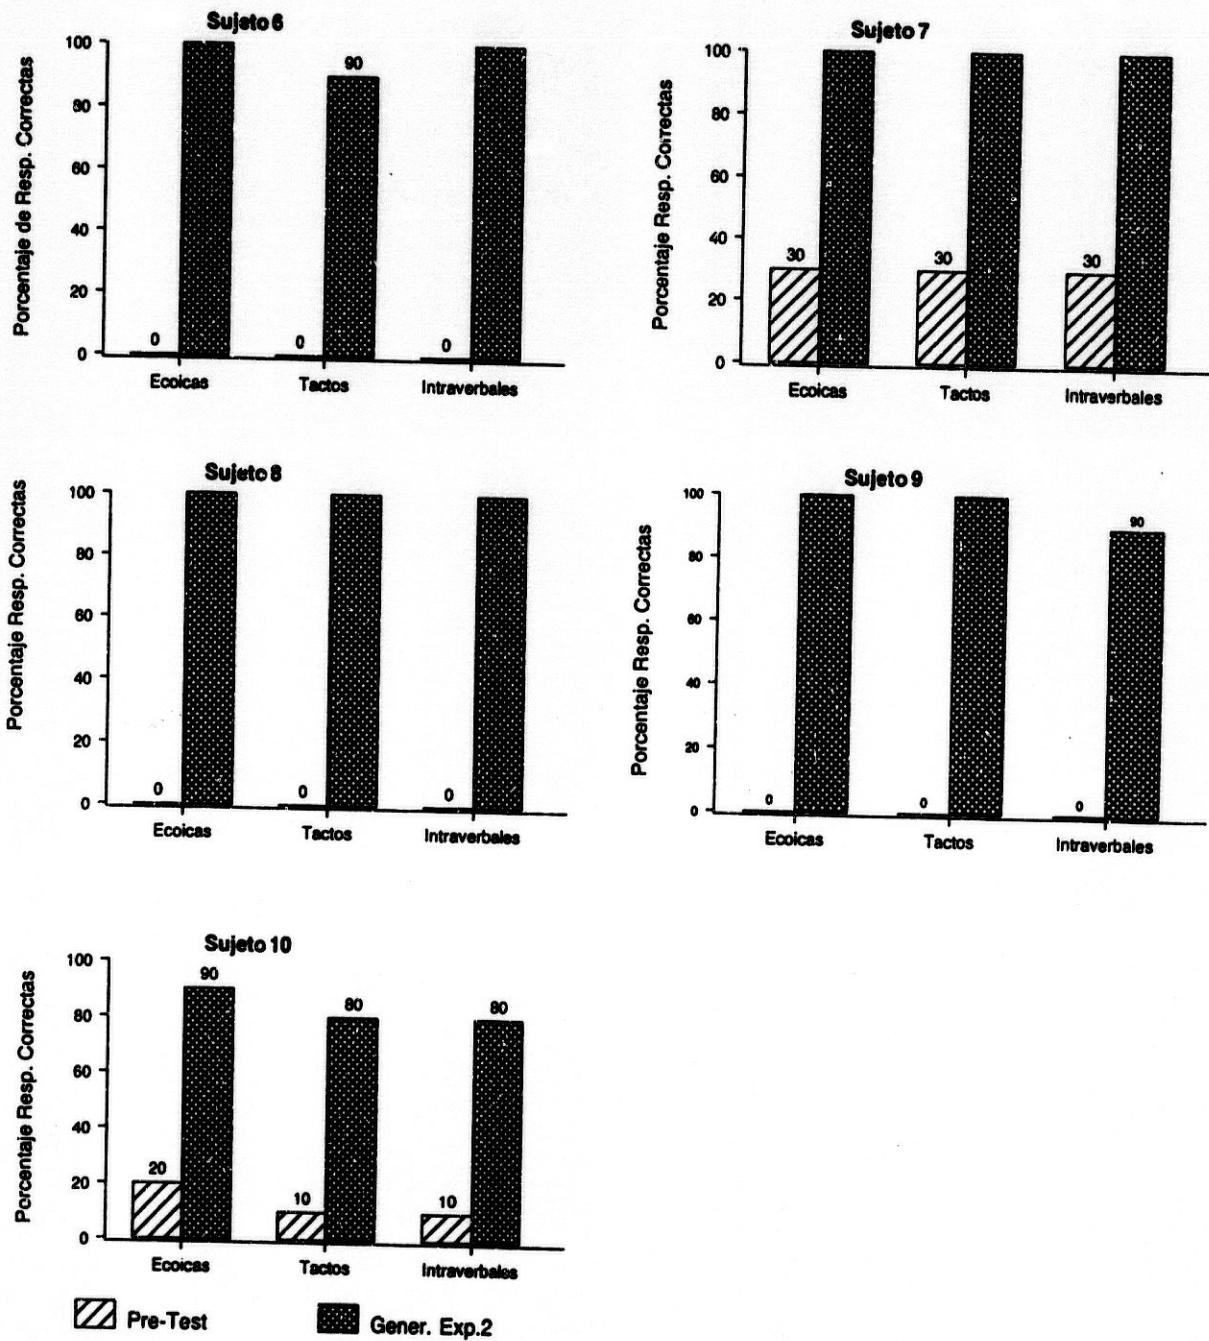 Sujeto 6
Porcentaje de Resp. Correctas
100
80
60
40
20
0
0
90
0
0
Ecoicas
Tactos
Intraverbales
Sujeto 7
Porcentaje Resp. Correctas
100
80
60
40
20
0
30
30
30
Ecoicas
Tactos
Intraverbales
Sujeto 8
Porcentaje Resp. Correctas
100
80
60
40
20
0
0
0
0
Ecoicas
Tactos
Intraverbales
Sujeto 9
Porcentaje Resp. Correctas
100
80
60
40
20
0
0
0
0
90
Ecoicas
Tactos
Intraverbales
Sujeto 10
Porcentaje Resp. Correctas
100
80
60
40
20
0
20
90
10
80
10
80
Ecoicas
Tactos
Intraverbales
Pre-Test
Gener. Exp.2